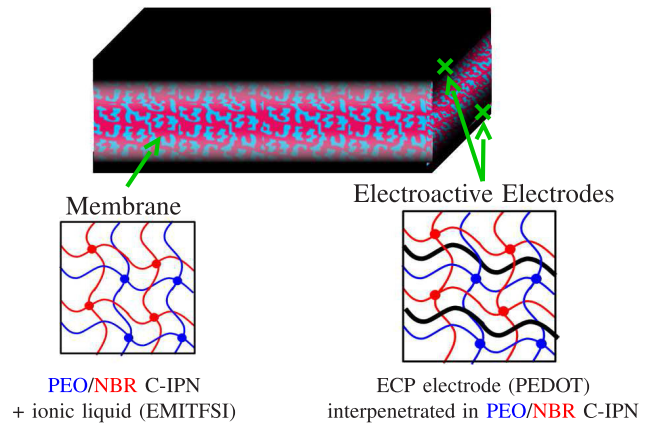 Membrane
Electroactive Electrodes
PEO/NBR C-IPN
+ ionic liquid (EMITFSI)
ECP electrode (PEDOT)
interpenetrated in PEO/NBR C-IPN